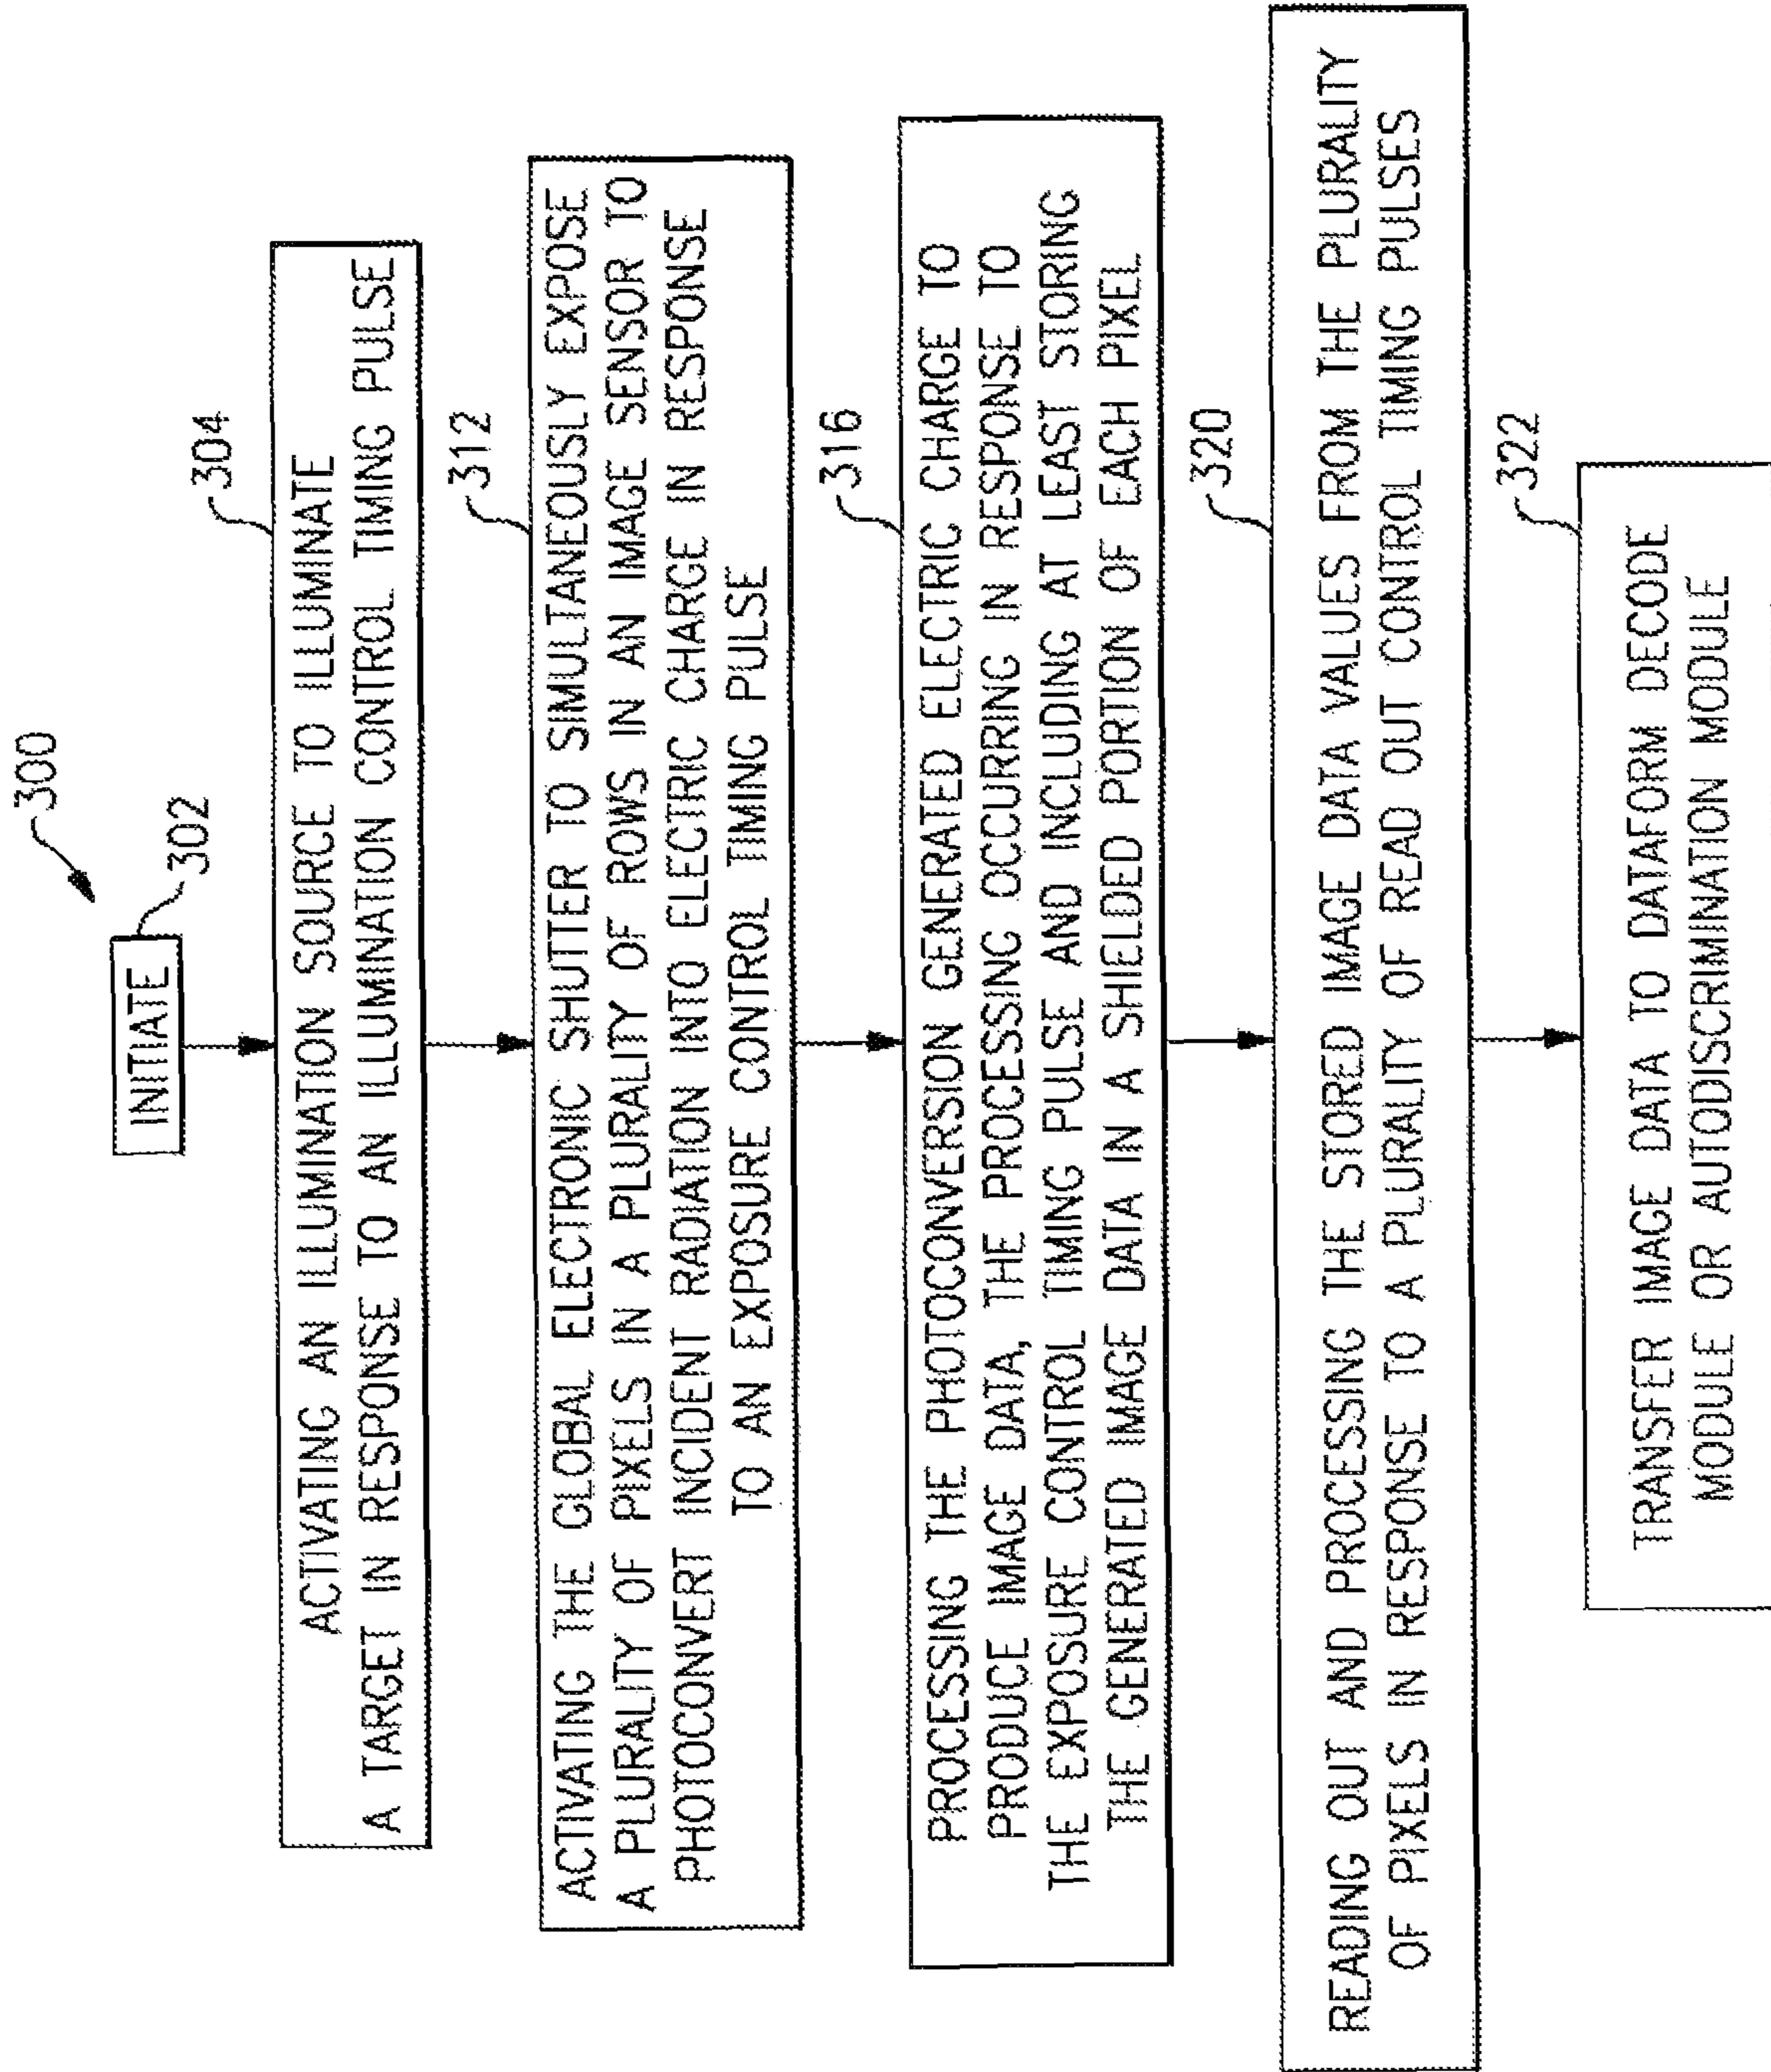 300
INITIATE
302
304
ACTIVATING AN ILLUMINATION SOURCE TO ILLUMINATE
A TARGET IN RESPONSE TO AN ILLUMINATION CONTROL TIMING PULSE
312
ACTIVATING THE GLOBAL ELECTRONIC SHUTTER TO SIMULTANEOUSLY EXPOSE
A PLURALITY OF PIXELS IN A PLURALITY OF ROWS IN AN IMAGE SENSOR TO
PHOTOCONVERT INCIDENT RADIATION INTO ELECTRIC CHARGE IN RESPONSE
TO AN EXPOSURE CONTROL TIMING PULSE
316
PROCESSING THE PHOTOCONVERSION GENERATED ELECTRIC CHARGE TO
PRODUCE IMAGE DATA, THE PROCESSING OCCURRING IN RESPONSE TO
THE EXPOSURE CONTROL TIMING PULSE AND INCLUDING AT LEAST STORING
THE GENERATED IMAGE DATA IN A SHIELDED PORTION OF EACH PIXEL
320
READING OUT AND PROCESSING THE STORED IMAGE DATA VALUES FROM THE PLURALITY
OF PIXELS IN RESPONSE TO A PLURALITY OF READ OUT CONTROL TIMING PULSES
322
TRANSFER IMAGE DATA TO DATAFORM DECODE
MODULE OR AUTODISCRIMINATION MODULE